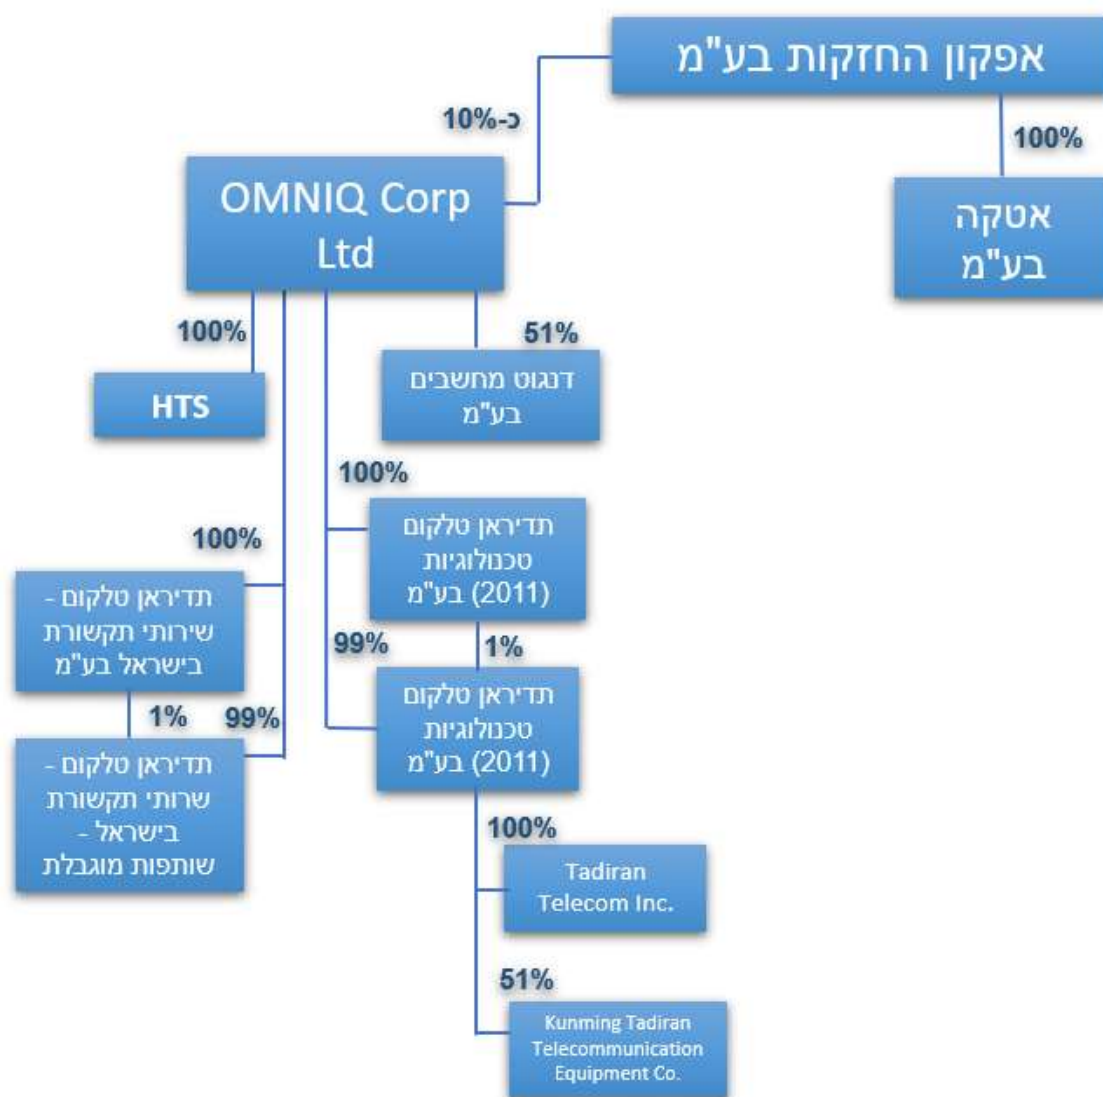 אפקון החזקות בע"מ
כ-10%
100%
OMNIQ Corp
Ltd
אטקה
בע"מ
100%
51%
HTS
דנגוט מחשבים
בע"מ
100%
תדיראן טלקום
טכנולוגיות
(2011) בע"מ
100%
תדיראן טלקום -
שירותי תקשורת
בישראל בע"מ
99%
1%
תדיראן טלקום
טכנולוגיות
(2011) בע"מ
1%
99%
תדיראן טלקום -
שרותי תקשורת
בישראל -
שותפות מוגבלת
100%
Tadiran
Telecom Inc.
51%
Kunming Tadiran
Telecommunication
Equipment Co.